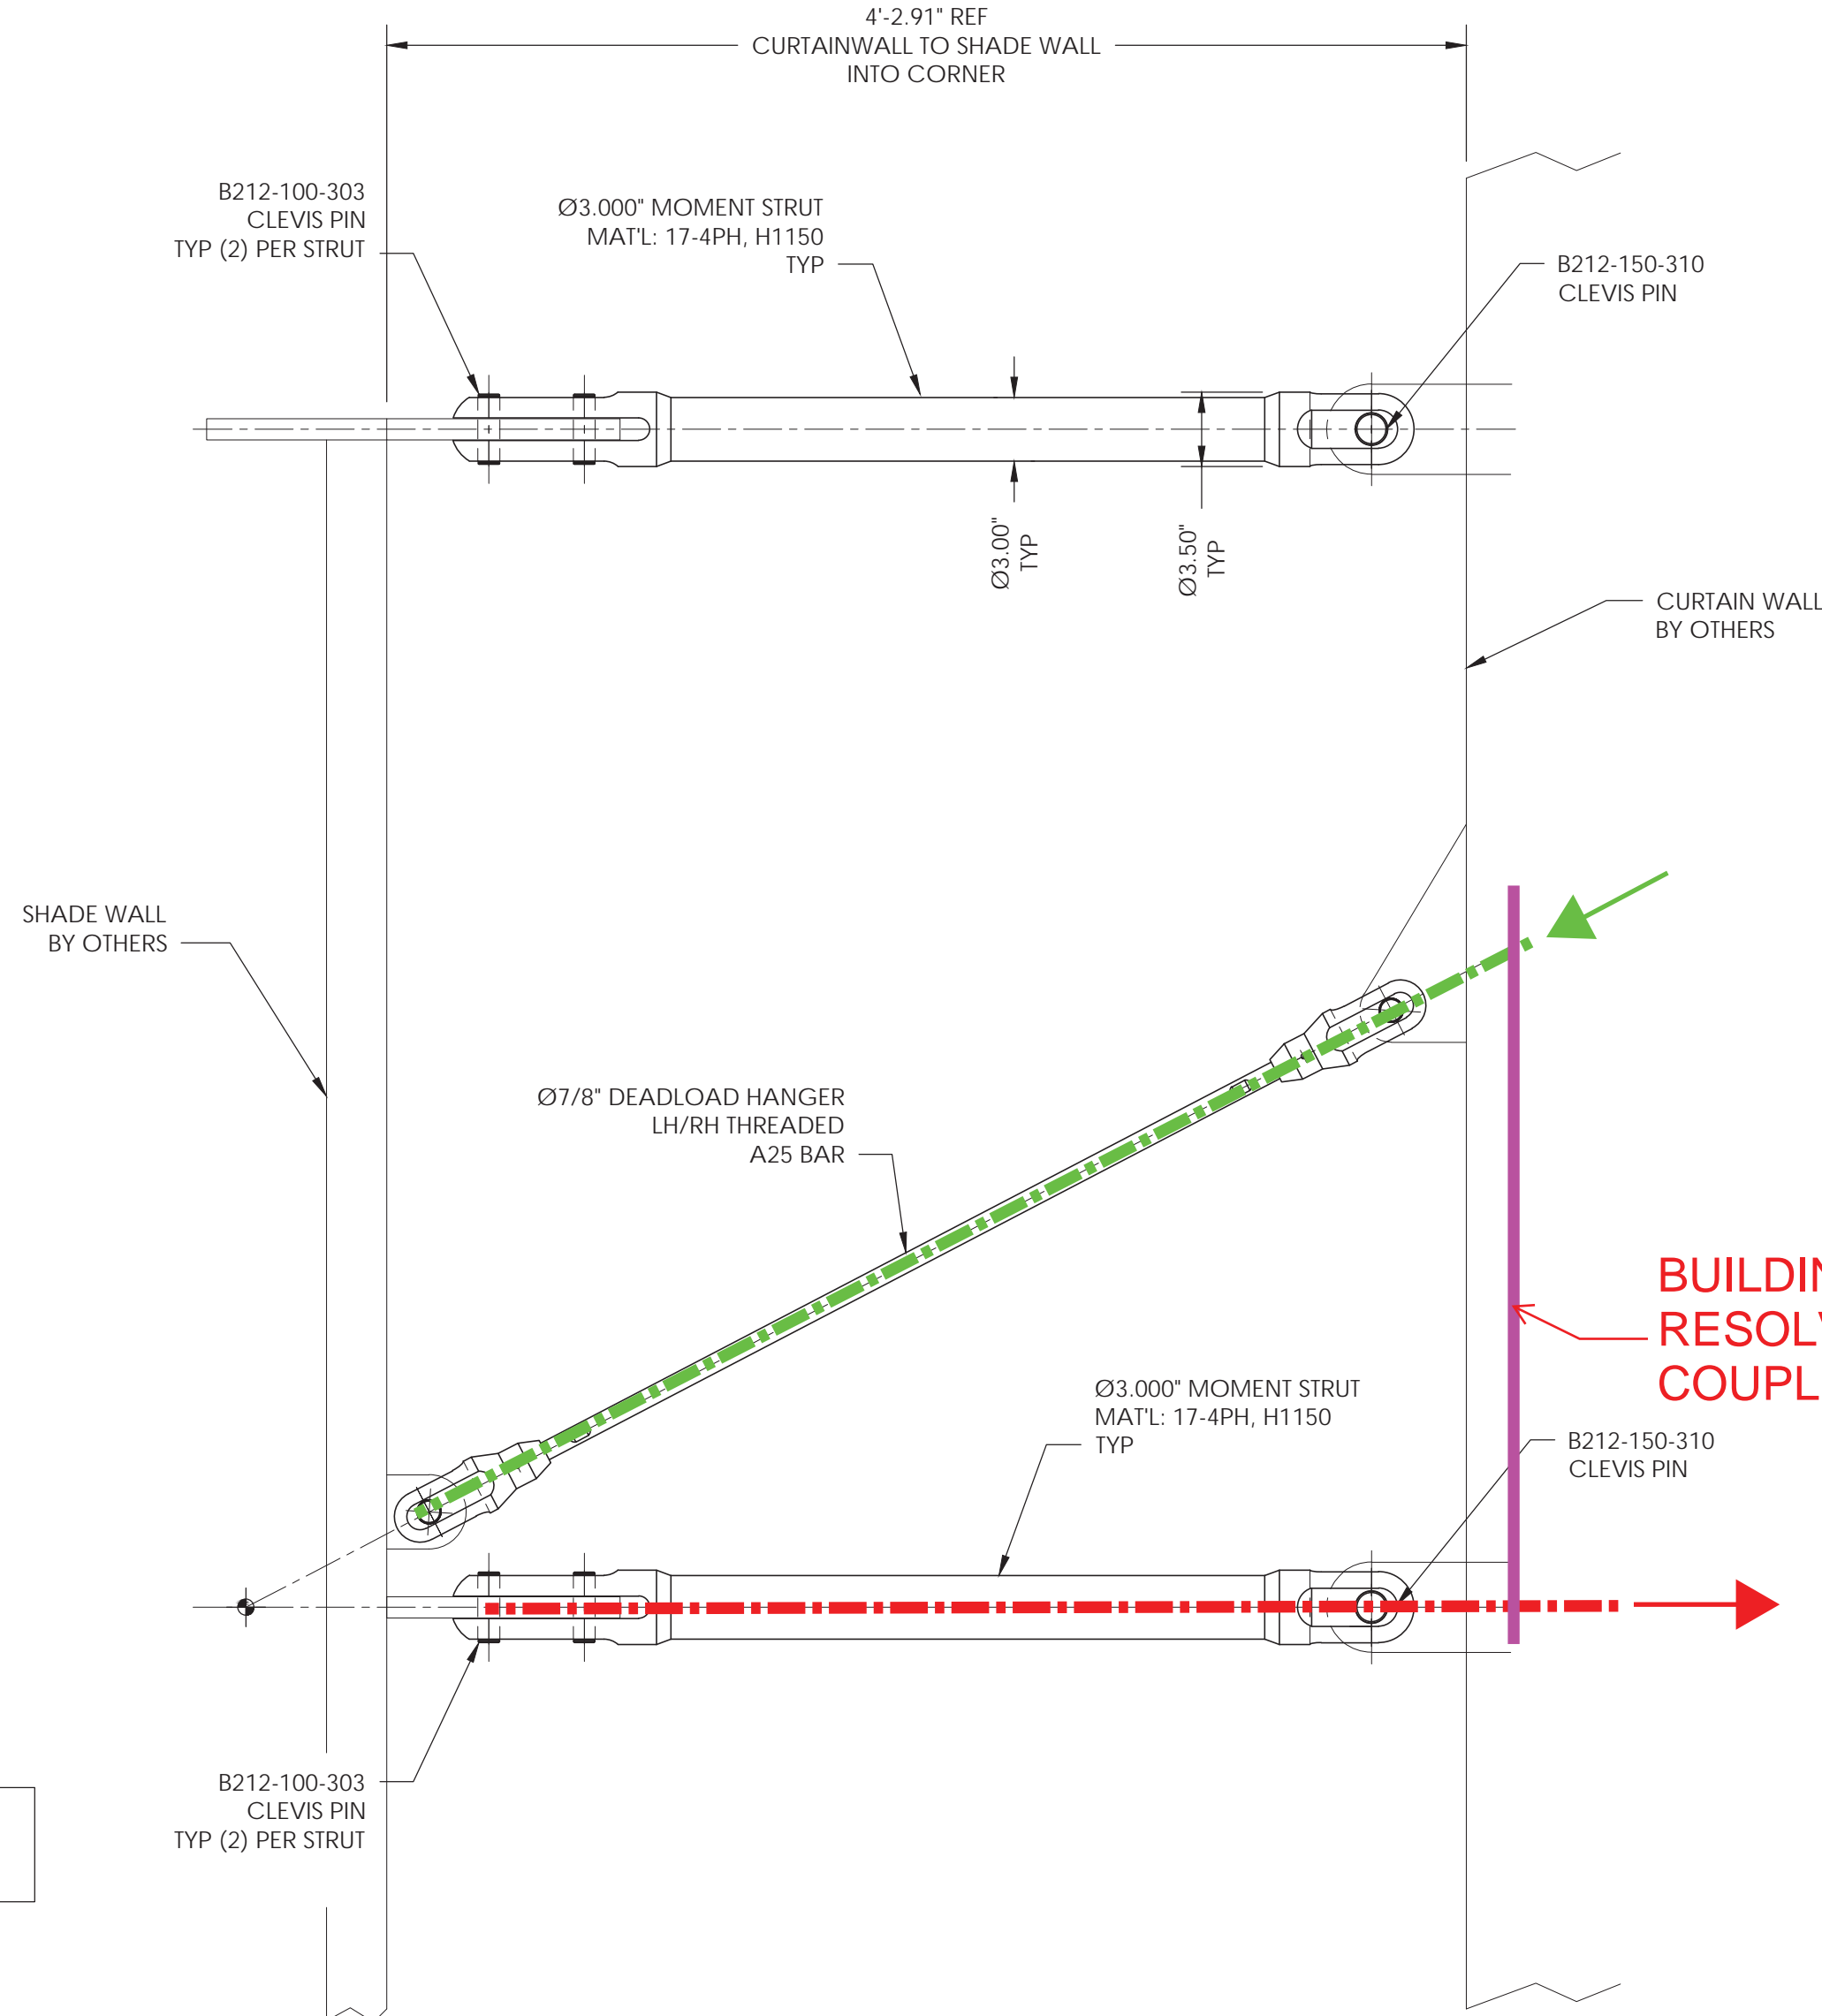 4'-2.91" REF
CURTAINWALL TO SHADE WALL
INTO CORNER
B212-100-303
CLEVIS PIN
TYP (2) PER STRUT
Ø3.000" MOMENT STRUT
MAT'L: 17-4PH, H1150
TYP
B212-150-310
CLEVIS PIN
Ø3.00"
TYP
Ø3.50"
TYP
CURTAIN WALL
BY OTHERS
SHADE WALL
BY OTHERS
Ø7/8" DEADLOAD HANGER
LH/RH THREADED
A25 BAR
BUILDIN
RESOLV
COUPL
Ø3.000" MOMENT STRUT
MAT'L: 17-4PH, H1150
TYP
B212-150-310
CLEVIS PIN
B212-100-303
CLEVIS PIN
TYP (2) PER STRUT